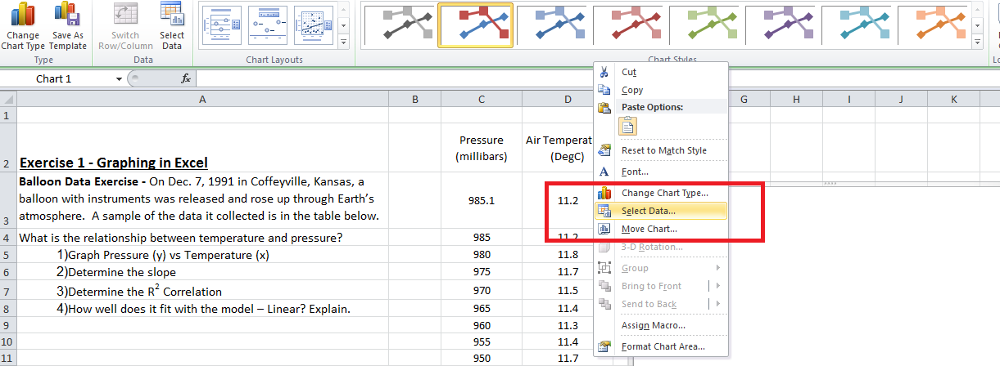 Change Chart Type
Save As Template
Switch Row/Column
Select Data
Type
Data
Chart Layouts
Chart Styles
Chart 1
fx
A B C D G H I J K
1
2 Exercise 1 - Graphing in Excel
Pressure (millibars)
Air Temperat
(DegC)
Balloon Data Exercise - On Dec. 7, 1991 in Coffeyville, Kansas, a
balloon with instruments was released and rose up through Earth's
3 atmosphere. A sample of the data it collected is in the table below.
985.1 11.2
4 What is the relationship between temperature and pressure? 985 11.2
5 1)Graph Pressure (y) vs Temperature (x) 980 11.8
6 2)Determine the slope 975 11.7
7 3)Determine the R² Correlation 970 11.5
8 4)How well does it fit with the model – Linear? Explain. 965 11.4
9 960 11.3
10 955 11.4
11 950 11.7
Cut
Copy
Paste Options:
Reset to Match Style
A Font...
Change Chart Type...
Select Data...
Move Chart...
3-D Rotation...
Group
Bring to Front
Send to Back
Assign Macro...
Format Chart Area...